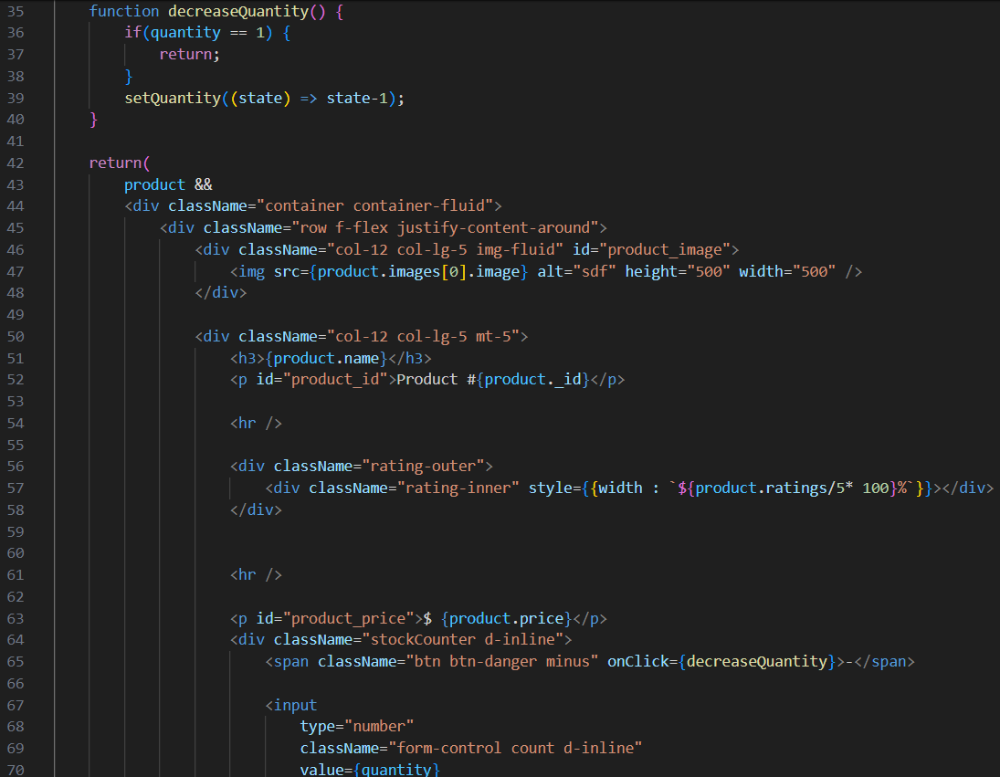 35 function decreaseQuantity() {
36 if(quantity == 1) {
37 return;
38 }
39 setQuantity((state) => state-1);
40 }
41
42 return(
43 product &&
44 <div className="container container-fluid">
45 <div className="row f-flex justify-content-around">
46 <div className="col-12 col-lg-5 img-fluid" id="product_image">
47 <img src={product.images[0].image} alt="sdf" height="500" width="500" />
48 </div>
49
50 <div className="col-12 col-lg-5 mt-5">
51 <h3>{product.name}</h3>
52 <p id="product_id">Product #{product._id}</p>
53
54 <hr />
55
56 <div className="rating-outer">
57 <div className="rating-inner" style={{width : `${product.ratings/5* 100}%`}}></div>
58 </div>
59
60
61 <hr />
62
63 <p id="product_price">$ {product.price}</p>
64 <div className="stockCounter d-inline">
65 <span className="btn btn-danger minus" onClick={decreaseQuantity}>-</span>
66
67 <input
68 type="number"
69 className="form-control count d-inline"
70 value={quantity}